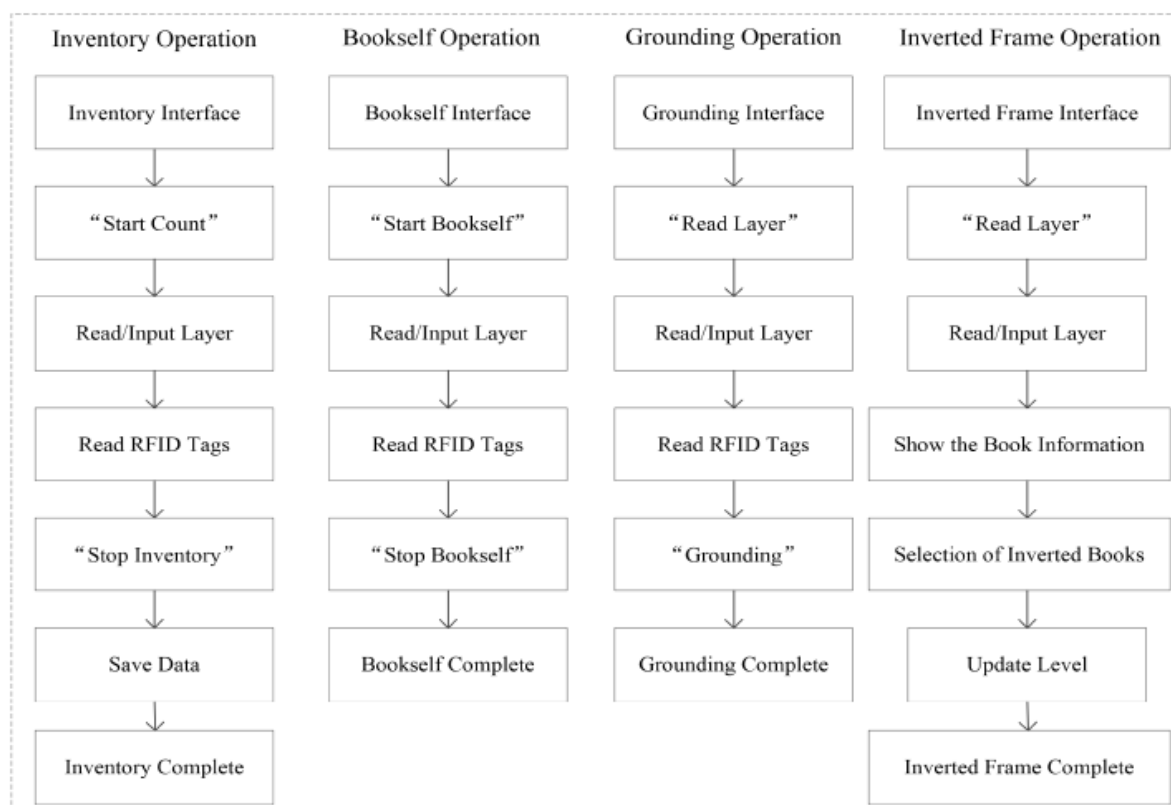 Inventory Operation
Bookself Operation
Grounding Operation
Inverted Frame Operation
Inventory Interface
Bookself Interface
Grounding Interface
Inverted Frame Interface
“Start Count”
“Start Bookself”
“Read Layer”
“Read Layer”
Read/Input Layer
Read/Input Layer
Read/Input Layer
Read/Input Layer
Read RFID Tags
Read RFID Tags
Read RFID Tags
Show the Book Information
“Stop Inventory”
“Stop Bookself”
“Grounding”
Selection of Inverted Books
Save Data
Bookself Complete
Grounding Complete
Update Level
Inventory Complete
Inverted Frame Complete